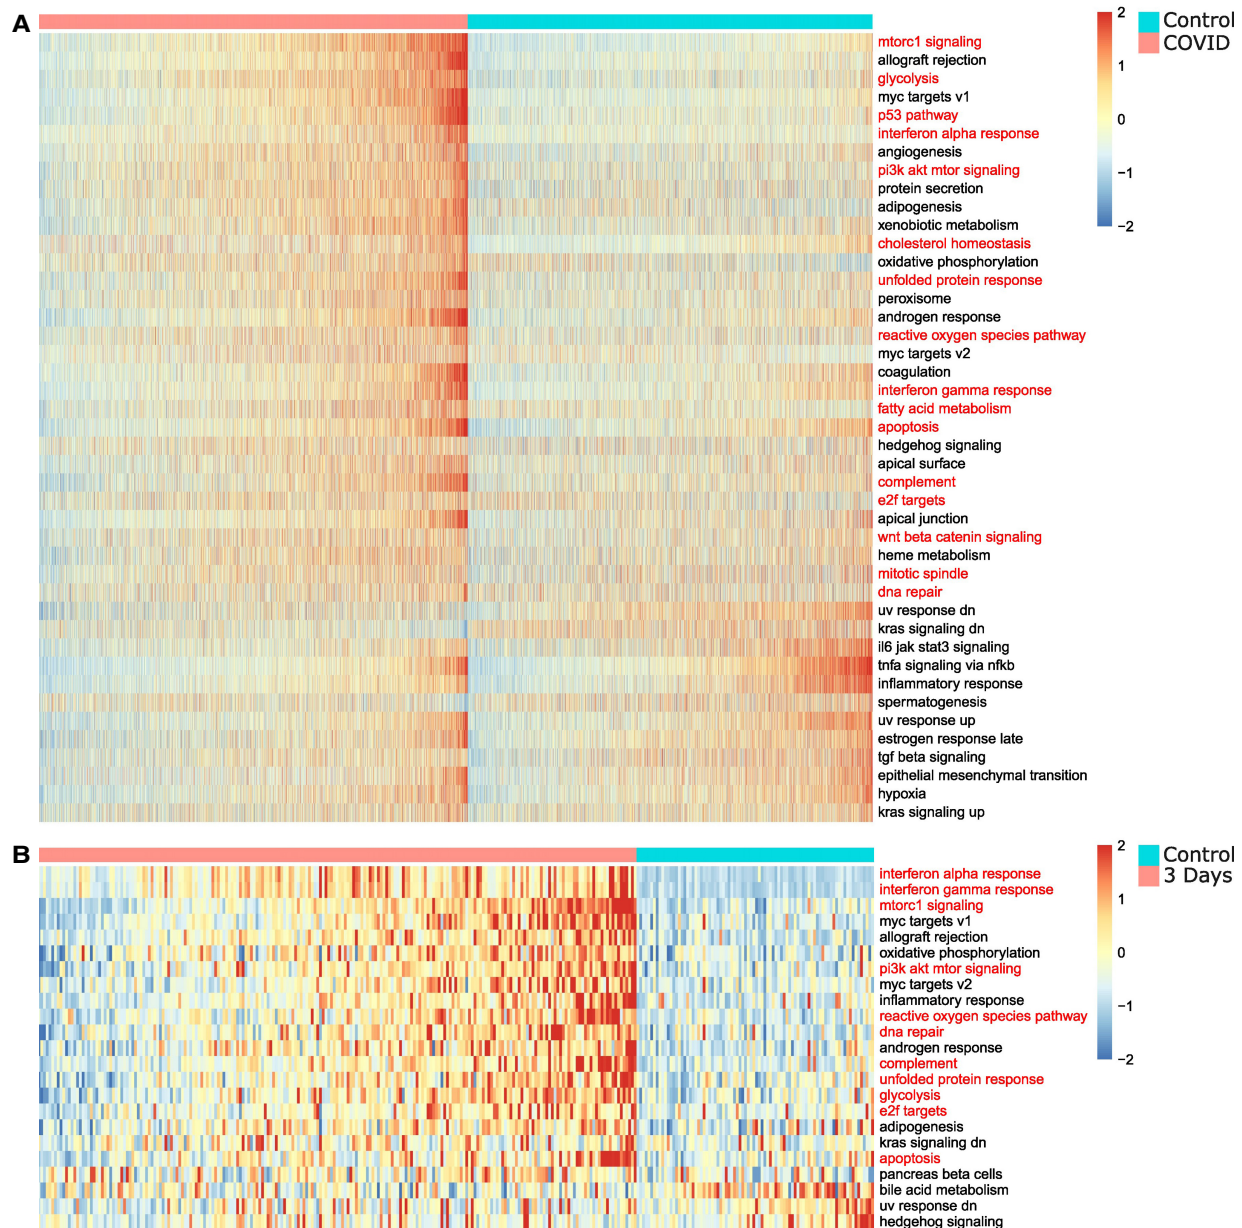 A
2
1
0
−1
−2
Control
COVID
mtorc1 signaling
allograft rejection
glycolysis
myc targets v1
p53 pathway
interferon alpha response
angiogenesis
pi3k akt mtor signaling
protein secretion
adipogenesis
xenobiotic metabolism
cholesterol homeostasis
oxidative phosphorylation
unfolded protein response
peroxisome
androgen response
reactive oxygen species pathway
myc targets v2
coagulation
interferon gamma response
fatty acid metabolism
apoptosis
hedgehog signaling
apical surface
complement
e2f targets
apical junction
wnt beta catenin signaling
heme metabolism
mitotic spindle
dna repair
uv response dn
kras signaling dn
il6 jak stat3 signaling
tnfa signaling via nfkb
inflammatory response
spermatogenesis
uv response up
estrogen response late
tgf beta signaling
epithelial mesenchymal transition
hypoxia
kras signaling up
B
2
1
0
−1
−2
Control
3 Days
interferon alpha response
interferon gamma response
mtorc1 signaling
myc targets v1
allograft rejection
oxidative phosphorylation
pi3k akt mtor signaling
myc targets v2
inflammatory response
reactive oxygen species pathway
dna repair
androgen response
complement
unfolded protein response
glycolysis
e2f targets
adipogenesis
kras signaling dn
apoptosis
pancreas beta cells
bile acid metabolism
uv response dn
hedgehog signaling